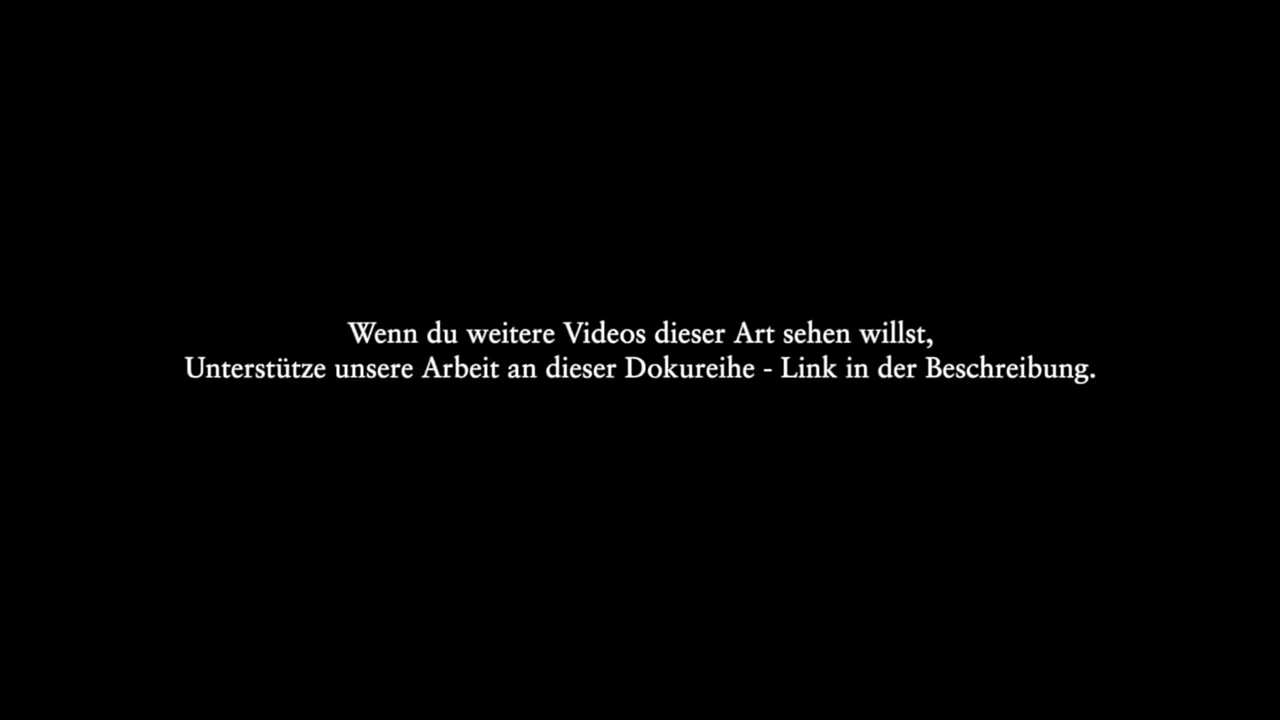 Wenn du weitere Videos dieser Art sehen willst,
Unterstütze unsere Arbeit an dieser Dokureihe - Link in der Beschreibung.